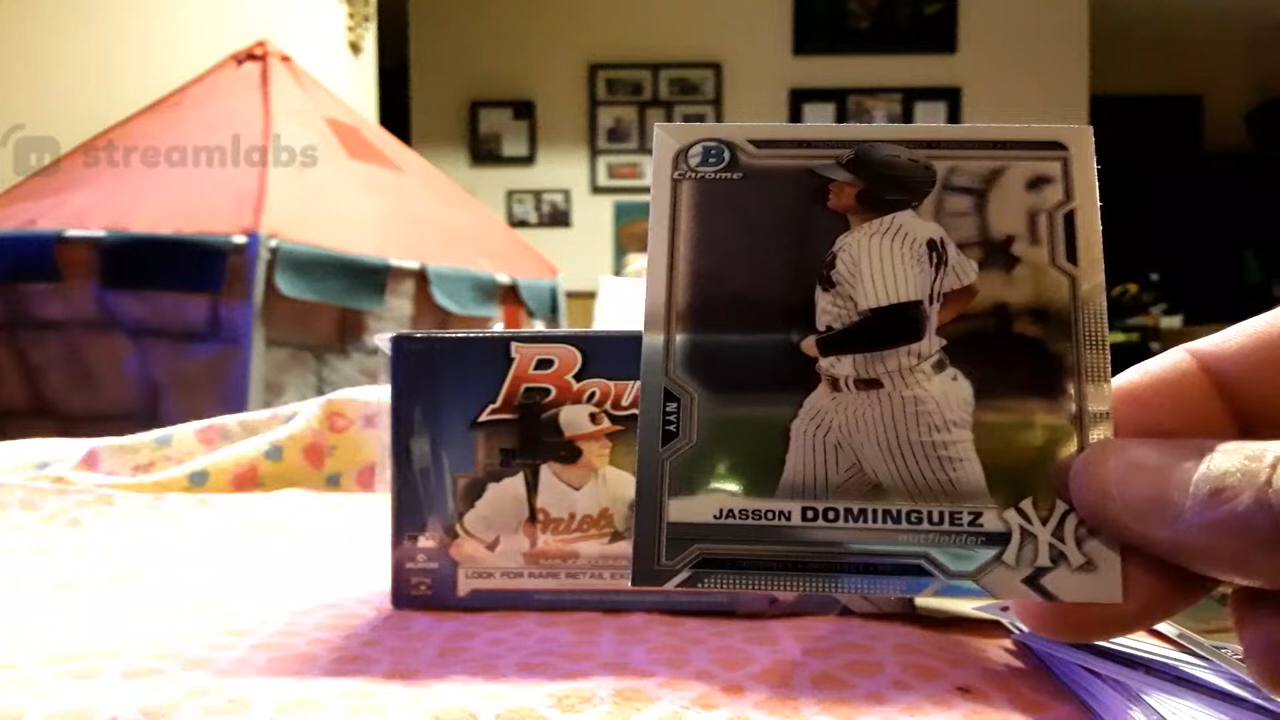 streamlabs
B
Chrome
Bow
NYY
Orioles
LOOK FOR RARE RETAIL EX
JASSON DOMINGUEZ
outfielder
NY